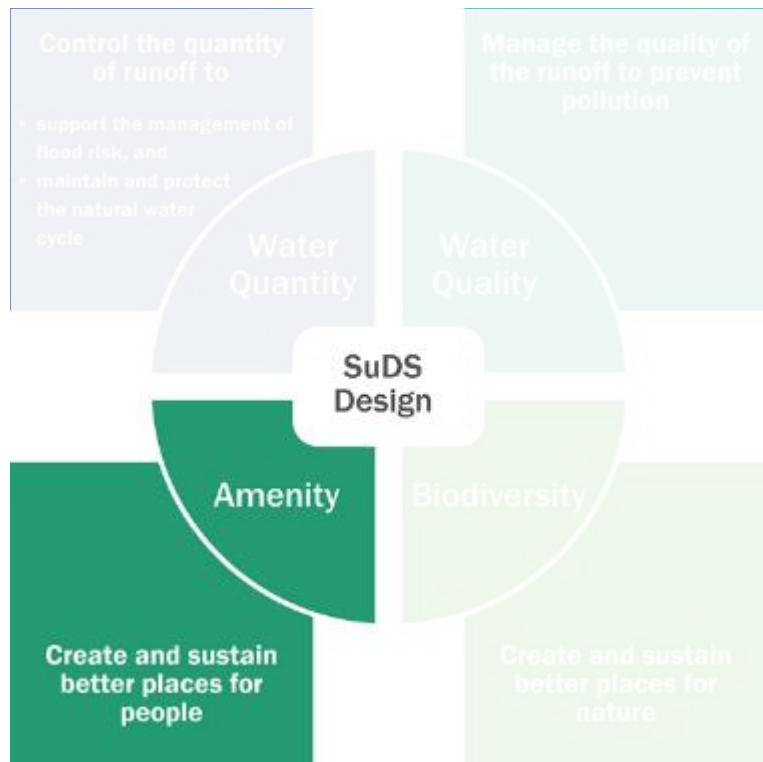 Control the quantity
of runoff to
• support the management of
flood risk, and
• maintain and protect
the natural water
cycle
Manage the quality of
the runoff to prevent
pollution
Water
Quantity
Water
Quality
SuDS
Design
Amenity
Biodiversity
Create and sustain
better places for
people
Create and sustain
better places for
nature